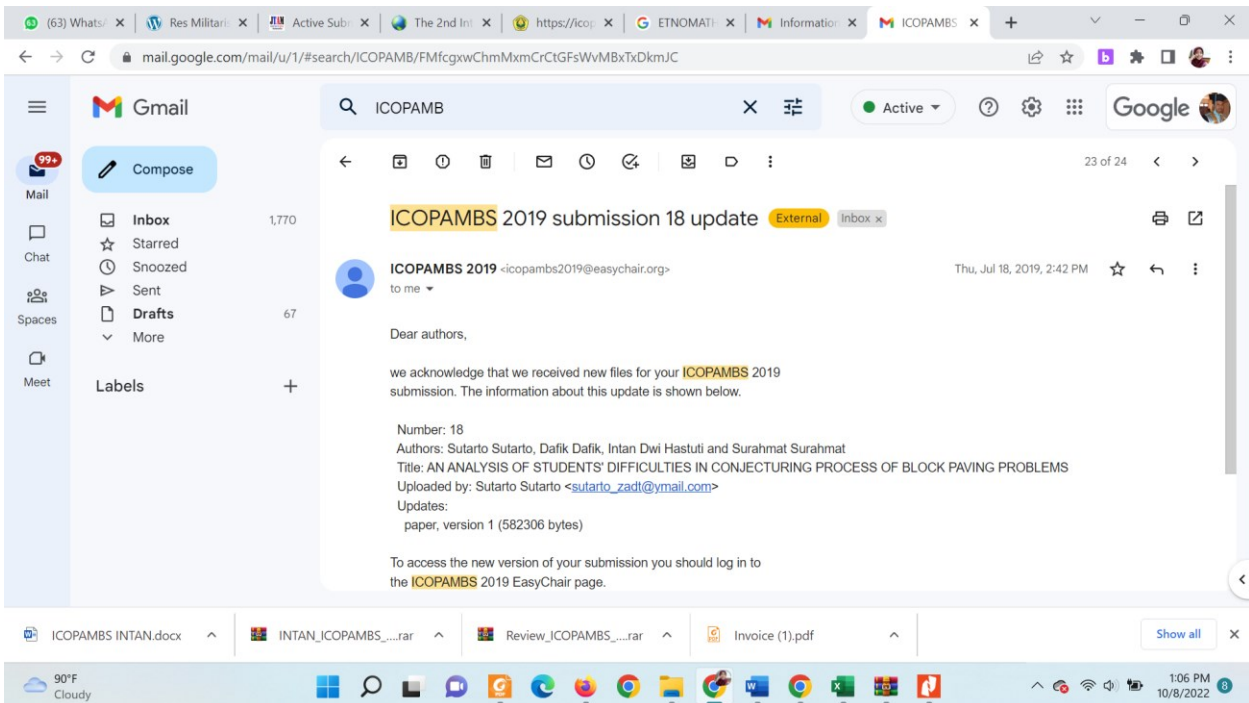 (63) WhatsA
Res Militaris
Active Subm
The 2nd Int
https://icop
ETNOMATH
Information
ICOPAMBS
mail.google.com/mail/u/1/#search/ICOPAMB/FMfcgxwChmMxmCrCtGFsWvMBxTxDkmJC
Gmail
ICOPAMB
Active
Google
99+
Mail
Chat
Spaces
Meet
Compose
Inbox 1,770
Starred
Snoozed
Sent
Drafts 67
More
Labels
23 of 24
ICOPAMBS 2019 submission 18 update External Inbox x
ICOPAMBS 2019 <icopambs2019@easychair.org> Thu, Jul 18, 2019, 2:42 PM
to me
Dear authors,
we acknowledge that we received new files for your ICOPAMBS 2019
submission. The information about this update is shown below.
Number: 18
Authors: Sutarto Sutarto, Dafik Dafik, Intan Dwi Hastuti and Surahmat Surahmat
Title: AN ANALYSIS OF STUDENTS' DIFFICULTIES IN CONJECTURING PROCESS OF BLOCK PAVING PROBLEMS
Uploaded by: Sutarto Sutarto <sutarto_zadt@ymail.com>
Updates:
paper, version 1 (582306 bytes)
To access the new version of your submission you should log in to
the ICOPAMBS 2019 EasyChair page.
ICOPAMBS INTAN.docx
INTAN_ICOPAMBS_....rar
Review_ICOPAMBS_....rar
Invoice (1).pdf
Show all
90°F
Cloudy
1:06 PM
10/8/2022
8